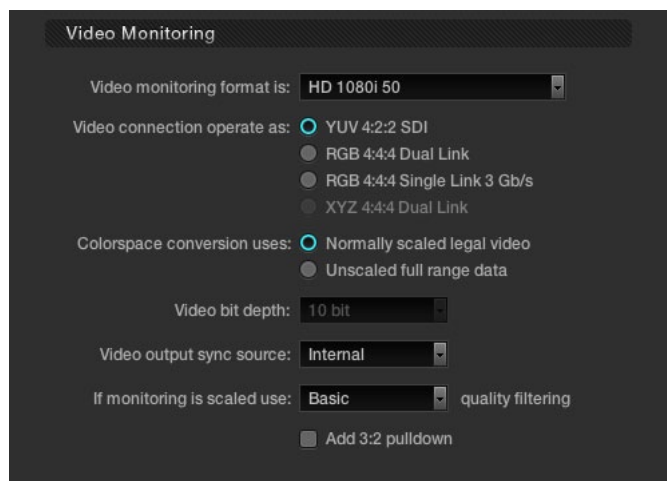 Video Monitoring
Video monitoring format is: HD 1080i 50
Video connection operate as: YUV 4:2:2 SDI
RGB 4:4:4 Dual Link
RGB 4:4:4 Single Link 3 Gb/s
XYZ 4:4:4 Dual Link
Colorspace conversion uses: Normally scaled legal video
Unscaled full range data
Video bit depth: 10 bit
Video output sync source: Internal
If monitoring is scaled use: Basic quality filtering
Add 3:2 pulldown